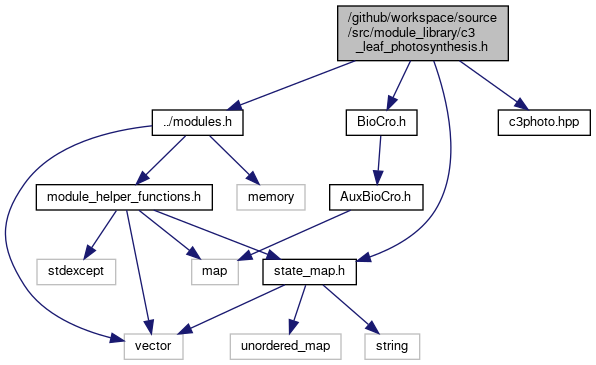 /github/workspace/source
/src/module_library/c3
_leaf_photosynthesis.h
../modules.h
BioCro.h
c3photo.hpp
module_helper_functions.h
memory
AuxBioCro.h
stdexcept
map
state_map.h
vector
unordered_map
string